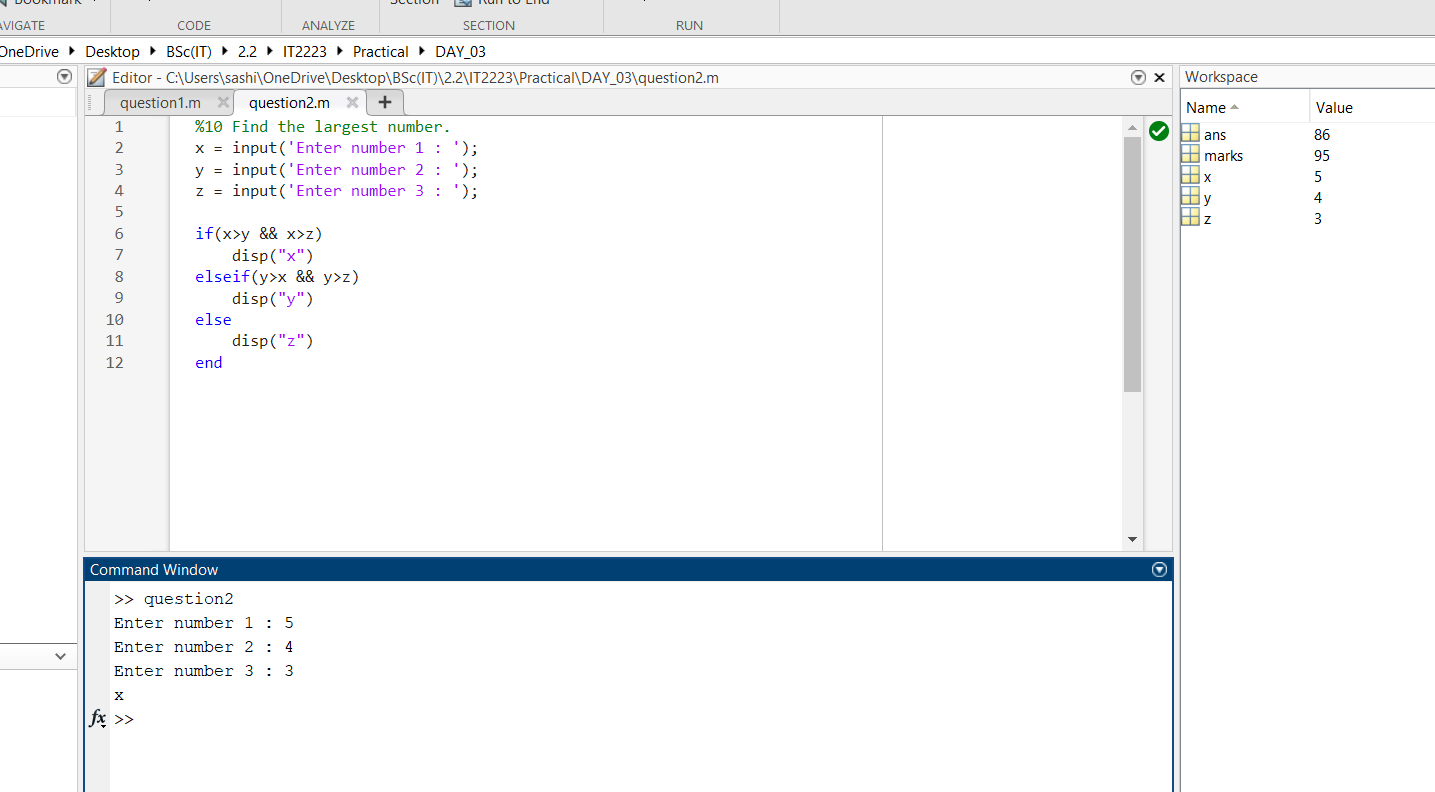 Bookmark
Section
Run to End
AVIGATE
CODE
ANALYZE
SECTION
RUN
OneDrive Desktop BSc(IT) 2.2 IT2223 Practical DAY_03
Editor - C:\Users\sashi\OneDrive\Desktop\BSc(IT)\2.2\IT2223\Practical\DAY_03\question2.m
question1.m
question2.m
1 %10 Find the largest number.
2 x = input('Enter number 1 : ');
3 y = input('Enter number 2 : ');
4 z = input('Enter number 3 : ');
5
6 if(x>y && x>z)
7 disp("x")
8 elseif(y>x && y>z)
9 disp("y")
10 else
11 disp("z")
12 end
Workspace
Name Value
ans 86
marks 95
x 5
y 4
z 3
Command Window
>> question2
Enter number 1 : 5
Enter number 2 : 4
Enter number 3 : 3
x
fx >>